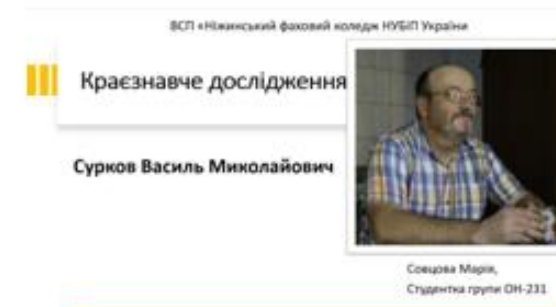 ВСП «Ніжинський фаховий коледж НУБіП України
Краєзнавче дослідження
Сурков Василь Миколайович
Совцова Марія,
Студентка групи ОН-231